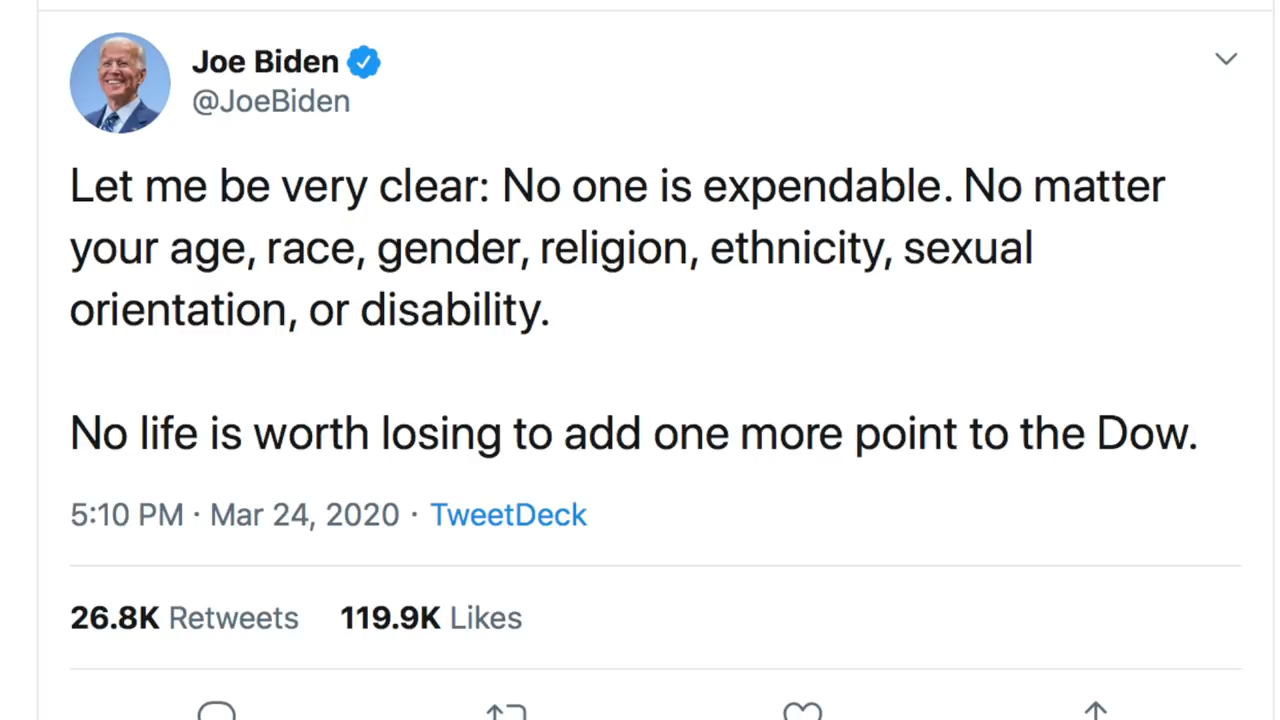 Joe Biden
@JoeBiden
Let me be very clear: No one is expendable. No matter
your age, race, gender, religion, ethnicity, sexual
orientation, or disability.
No life is worth losing to add one more point to the Dow.
5:10 PM · Mar 24, 2020 · TweetDeck
26.8K Retweets 119.9K Likes